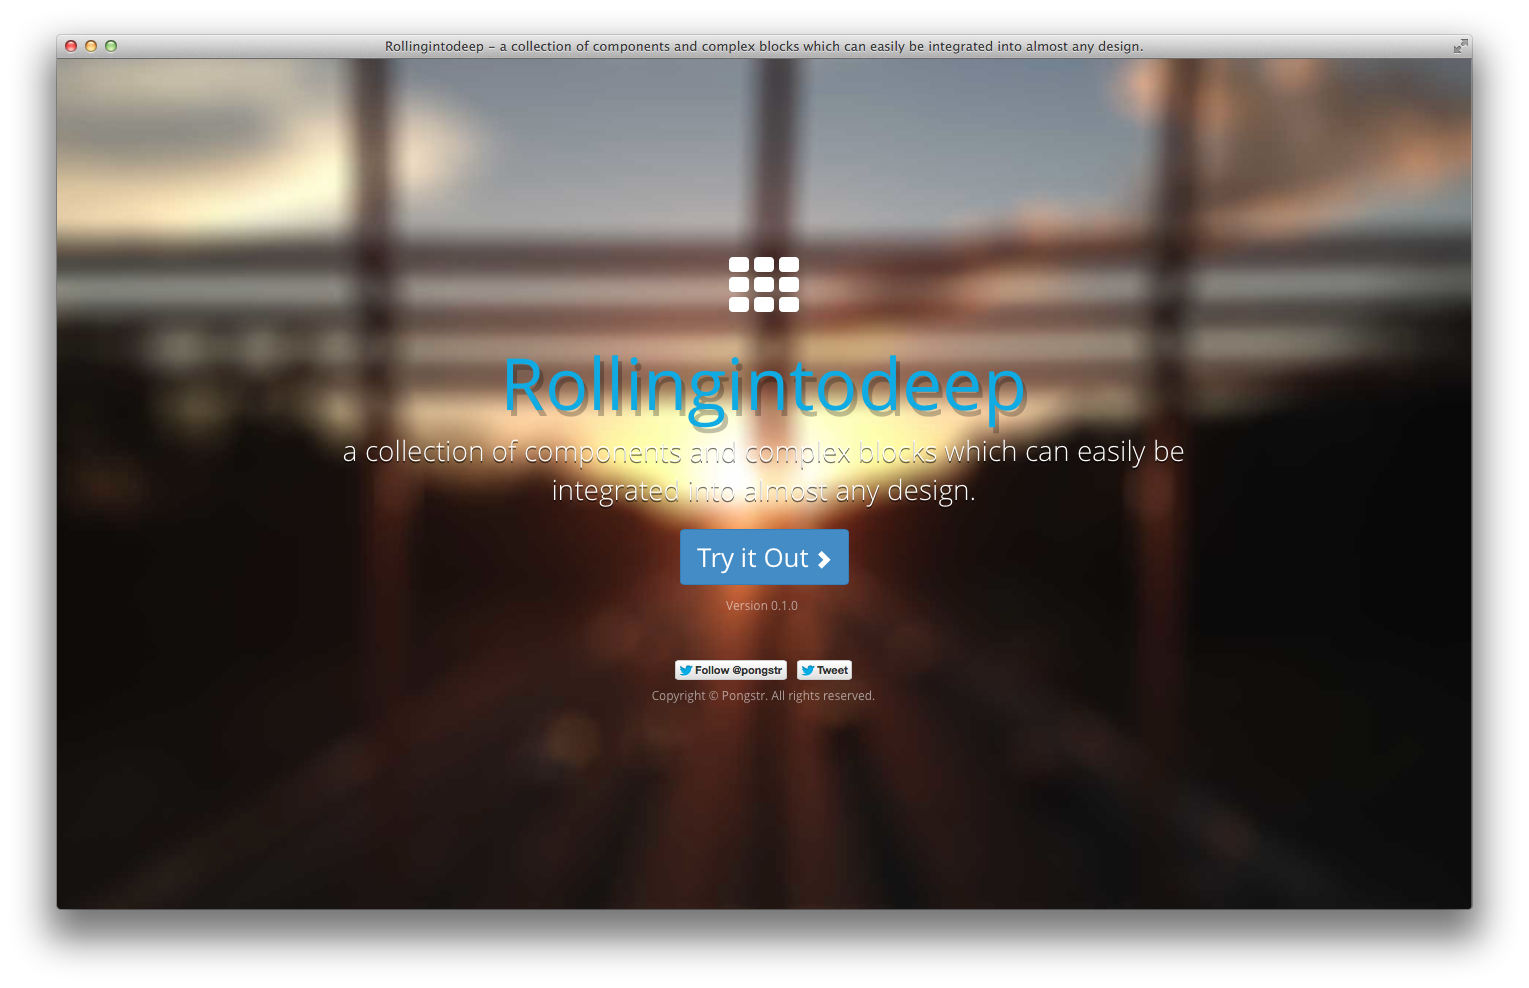 Rollingintodeep – a collection of components and complex blocks which can easily be integrated into almost any design.
Rollingintodeep
a collection of components and complex blocks which can easily be
integrated into almost any design.
Try it Out
Version 0.1.0
Follow @pongstr Tweet
Copyright © Pongstr. All rights reserved.